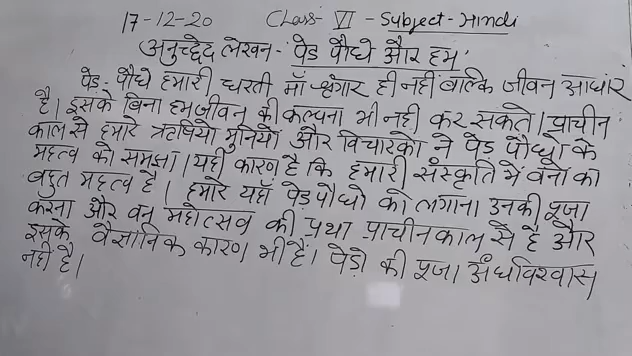 17-12-20 Class- VI - Subject- Hindi
अनुच्छेद लेखन- पेड पौधे और हम
पेड़- पौधे हमारी धरती माँ श्रृंगार ही नहीं बल्कि जीवन आधार
है। इसके बिना हम जीवन की कल्पना भी नही कर सकते। प्राचीन
काल से हमारे ऋषियो मुनियों और विचारको ने पेड पौधों के
महत्व को समझा। यही कारण है कि हमारी संस्कृति में वनो का
बहुत महत्व है। हमारे यहाँ पेड़ पौधो को लगाना उनकी पूजा
करना और वन महोत्सव की प्रथा प्राचीनकाल से है और
इसके वैज्ञानिक कारण भी है। पेड़ो की पूजा अंधविश्वास
नही है।